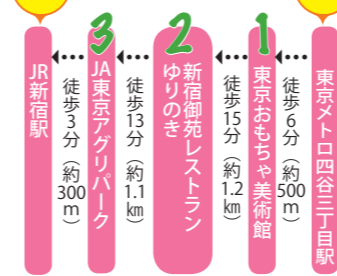 東京メトロ四谷三丁目駅
徒歩6分（約500m）
1
東京おもちゃ美術館
徒歩15分（約1.2km）
2
新宿御苑レストラン
ゆりのき
徒歩13分（約1.1km）
3
JA東京アグリパーク
徒歩3分（約300m）
JR新宿駅